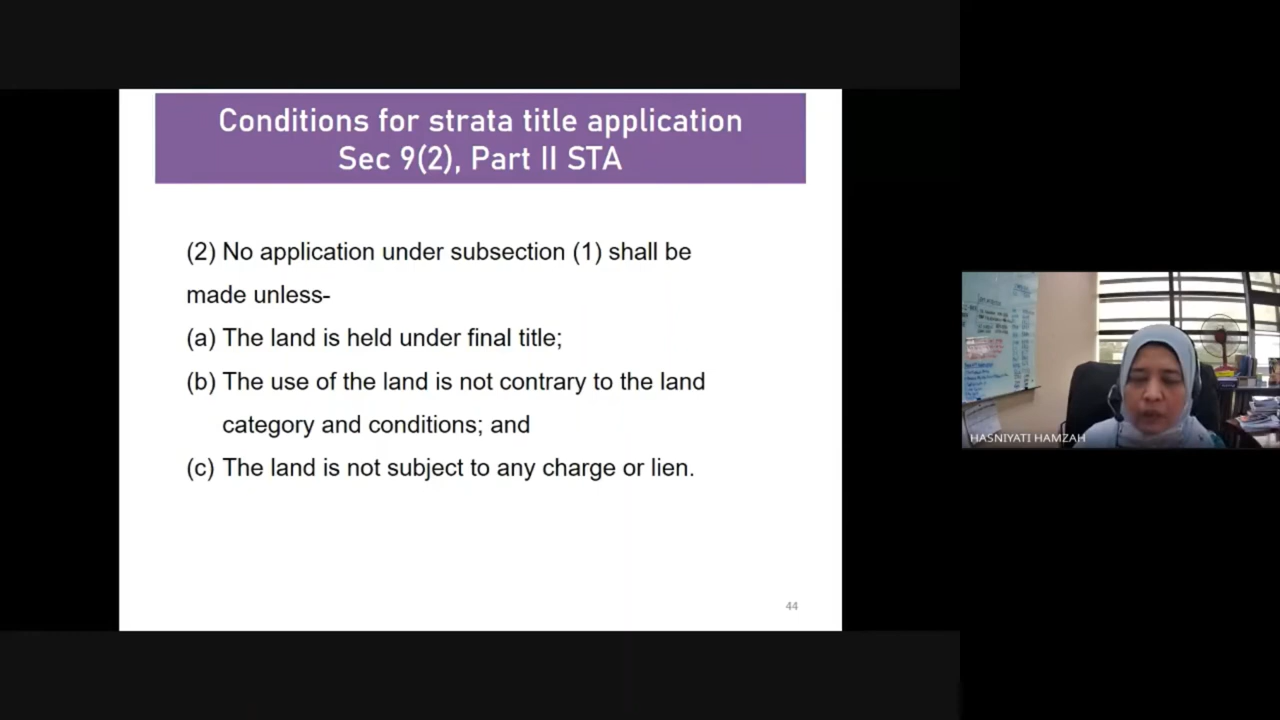 Conditions for strata title application
Sec 9(2), Part II STA
(2) No application under subsection (1) shall be
made unless-
(a) The land is held under final title;
(b) The use of the land is not contrary to the land
category and conditions; and
(c) The land is not subject to any charge or lien.
44
HASNIYATI HAMZAH